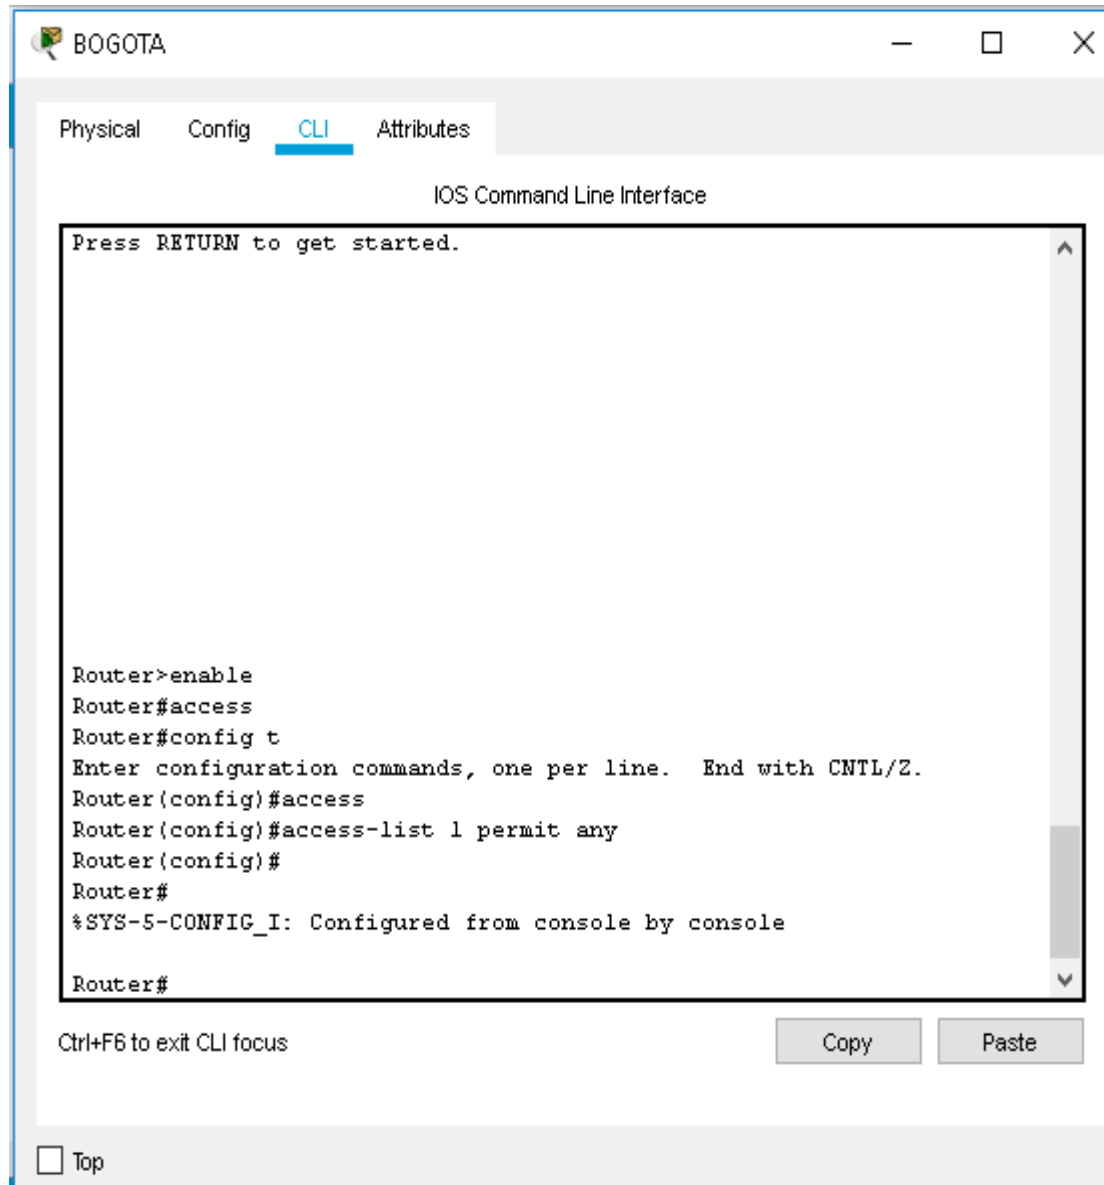 BOGOTA
Physical Config CLI Attributes
IOS Command Line Interface
Press RETURN to get started.
Router>enable
Router#access
Router#config t
Enter configuration commands, one per line.  End with CNTL/Z.
Router(config)#access
Router(config)#access-list 1 permit any
Router(config)#
Router#
%SYS-5-CONFIG_I: Configured from console by console
Router#
Ctrl+F6 to exit CLI focus
Copy Paste
Top